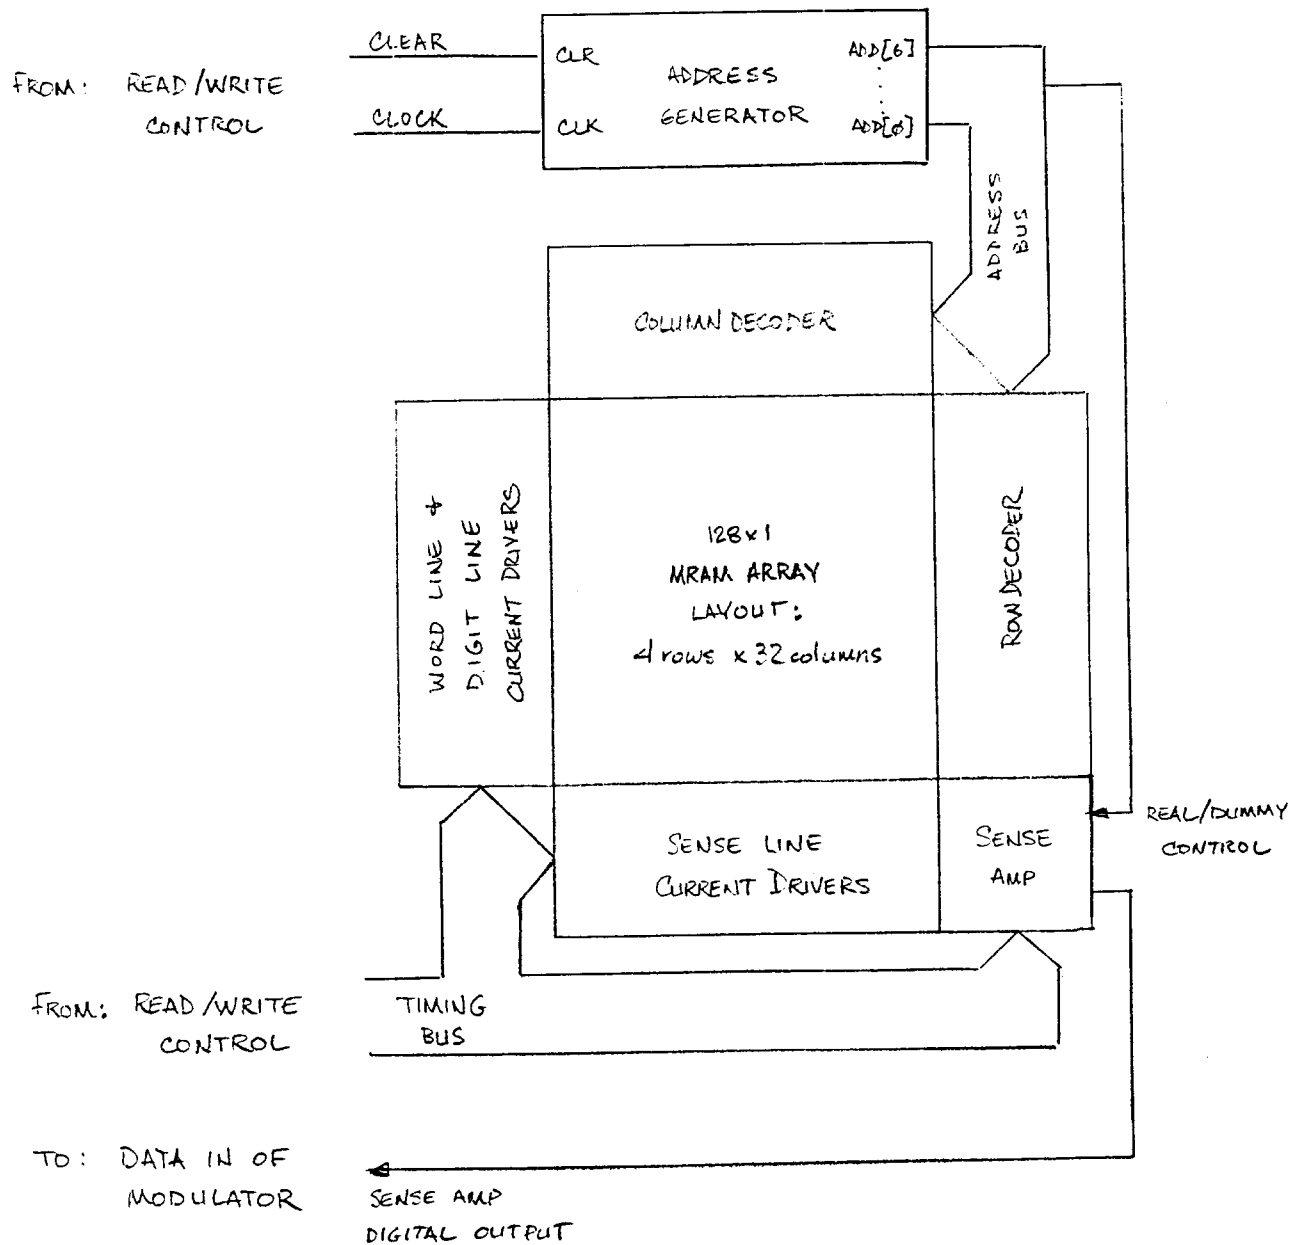 CLEAR
CLR
ADD[6]
FROM: READ/WRITE
CONTROL
ADDRESS
GENERATOR
CLOCK
CLK
ADD[φ]
ADDRESS
BUS
COLUMN DECODER
WORD LINE &
DIGIT LINE
CURRENT DRIVERS
128x1
MRAM ARRAY
LAYOUT:
4 rows x 32 columns
ROW DECODER
SENSE LINE
CURRENT DRIVERS
SENSE
AMP
REAL/DUMMY
CONTROL
FROM: READ/WRITE
CONTROL
TIMING
BUS
TO: DATA IN OF
MODULATOR
SENSE AMP
DIGITAL OUTPUT